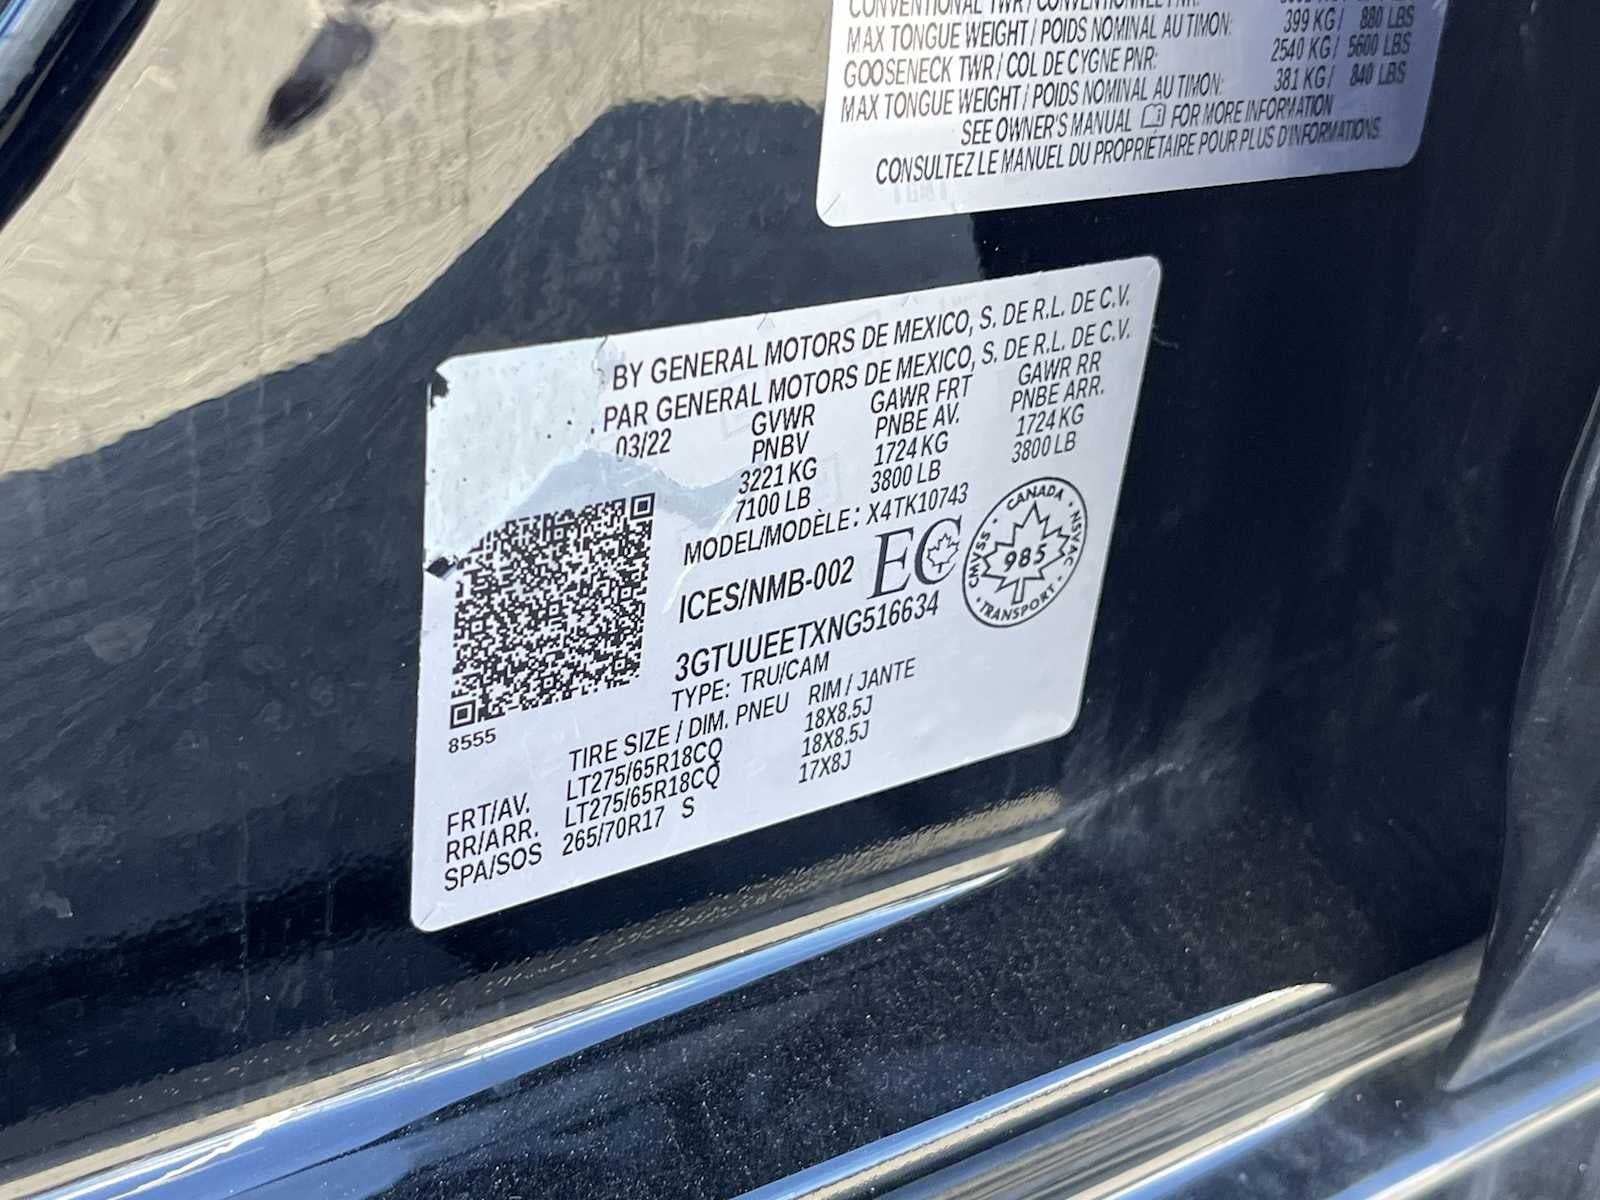 CONVENTIONAL TWR / CONVENTIONNEL PNR:
MAX TONGUE WEIGHT / POIDS NOMINAL AU TIMON: 399 KG / 880 LBS
GOOSENECK TWR / COL DE CYGNE PNR: 2540 KG / 5600 LBS
MAX TONGUE WEIGHT / POIDS NOMINAL AU TIMON: 381 KG / 840 LBS
SEE OWNER'S MANUAL FOR MORE INFORMATION
CONSULTEZ LE MANUEL DU PROPRIÉTAIRE POUR PLUS D'INFORMATIONS
BY GENERAL MOTORS DE MEXICO, S. DE R.L. DE C.V.
PAR GENERAL MOTORS DE MEXICO, S. DE R.L. DE C.V.
03/22 GVWR GAWR FRT GAWR RR
PNBV PNBE AV. PNBE ARR.
3221 KG 1724 KG 1724 KG
7100 LB 3800 LB 3800 LB
MODEL/MODÈLE: X4TK10743
ICES/NMB-002 EC
CANADA
CMVSS 985 NSVAC
TRANSPORT
3GTUUEETXNG516634
TYPE: TRU/CAM
8555
TIRE SIZE / DIM. PNEU RIM / JANTE
FRT/AV. LT275/65R18CQ 18X8.5J
RR/ARR. LT275/65R18CQ 18X8.5J
SPA/SOS 265/70R17 S 17X8J